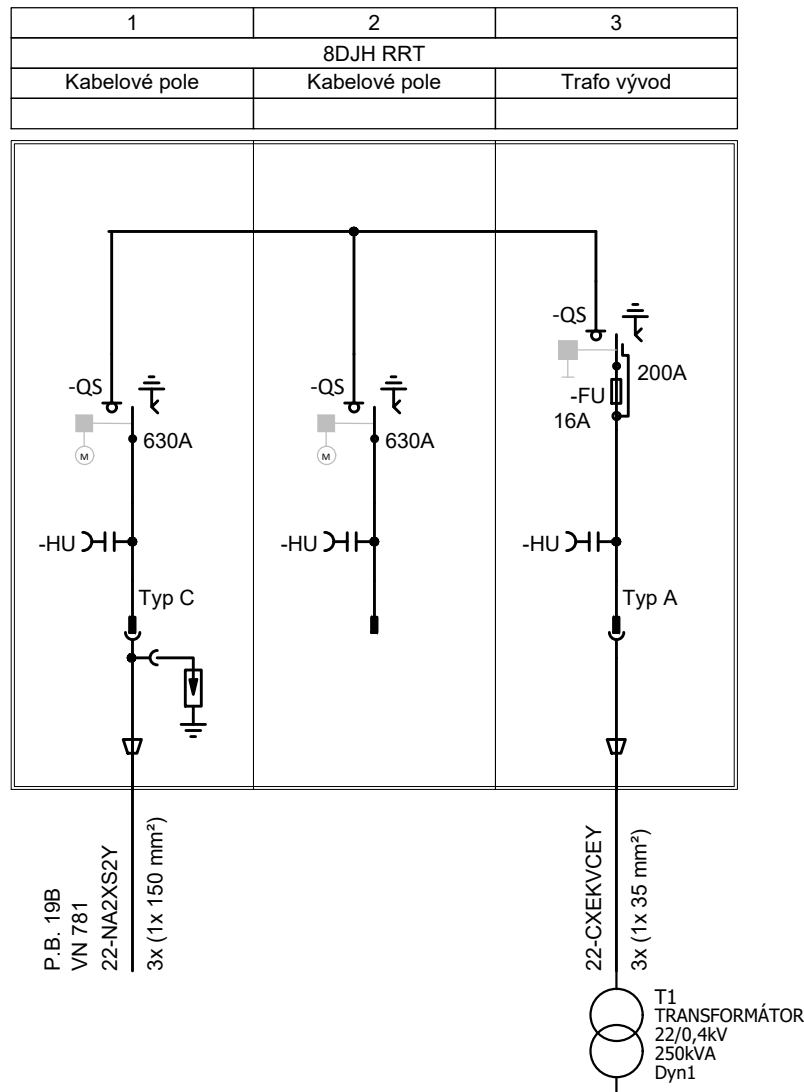 1
2
3
8DJH RRT
Kabelové pole
Kabelové pole
Trafo vývod
-QS
200A
-FU
16A
-QS
630A
M
-QS
630A
M
-HU
-HU
-HU
Typ C
Typ A
P.B. 19B
VN 781
22-NA2XS2Y
3x (1x 150 mm²)
22-CXEKVCEY
3x (1x 35 mm²)
T1
TRANSFORMÁTOR
22/0,4kV
250kVA
Dyn1